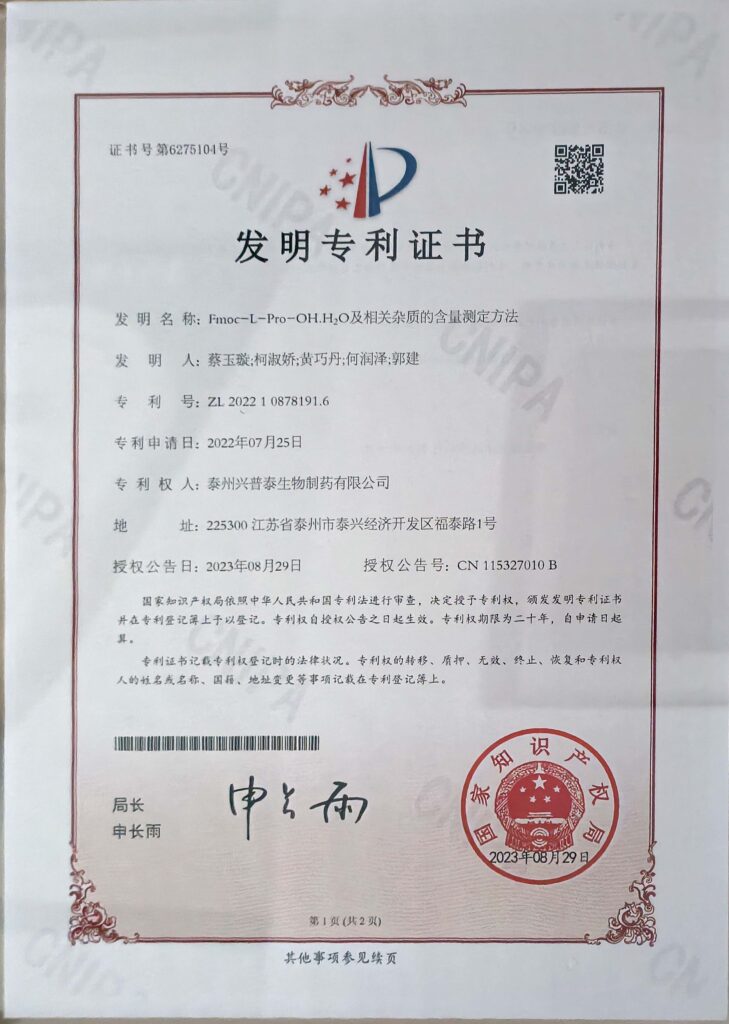 证书号第6275104号
发明专利证书
发明名称：Fmoc-L-Pro-OH.H₂O及相关杂质的含量测定方法
发明人：蔡玉璇;柯淑娇;黄巧丹;何润泽;郭建
专利号：ZL 2022 1 0878191.6
专利申请日：2022年07月25日
专利权人：泰州兴普泰生物制药有限公司
地址：225300 江苏省泰州市泰兴经济开发区福泰路1号
授权公告日：2023年08月29日 授权公告号：CN 115327010 B
国家知识产权局依照中华人民共和国专利法进行审查，决定授予专利权，颁发发明专利证书
并在专利登记簿上予以登记。专利权自授权公告之日起生效。专利权期限为二十年，自申请日起
算。
专利证书记载专利权登记时的法律状况。专利权的转移、质押、无效、终止、恢复和专利权
人的姓名或名称、国籍、地址变更等事项记载在专利登记簿上。
局长
申长雨
申长雨
国家知识产权局
2023年08月29日
第1页(共2页)
其他事项参见续页
CNIPA
CNIPA
CNIPA
CNIPA